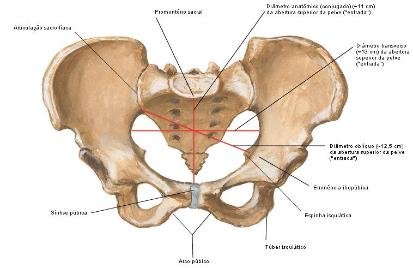 Promontório sacral
Diâmetro anatômico (conjugado) (~11 cm)
da abertura superior da pelve
("entrada")
Articulação sacroilíaca
Diâmetro transverso
(~13 cm) da abertura
superior da pelve
("entrada")
Diâmetro oblíquo (~12,5 cm)
da abertura superior da pelve
("entrada")
Eminência iliopúbica
Sínfise púbica
Espinha isquiática
Túber isquiático
Arco púbico